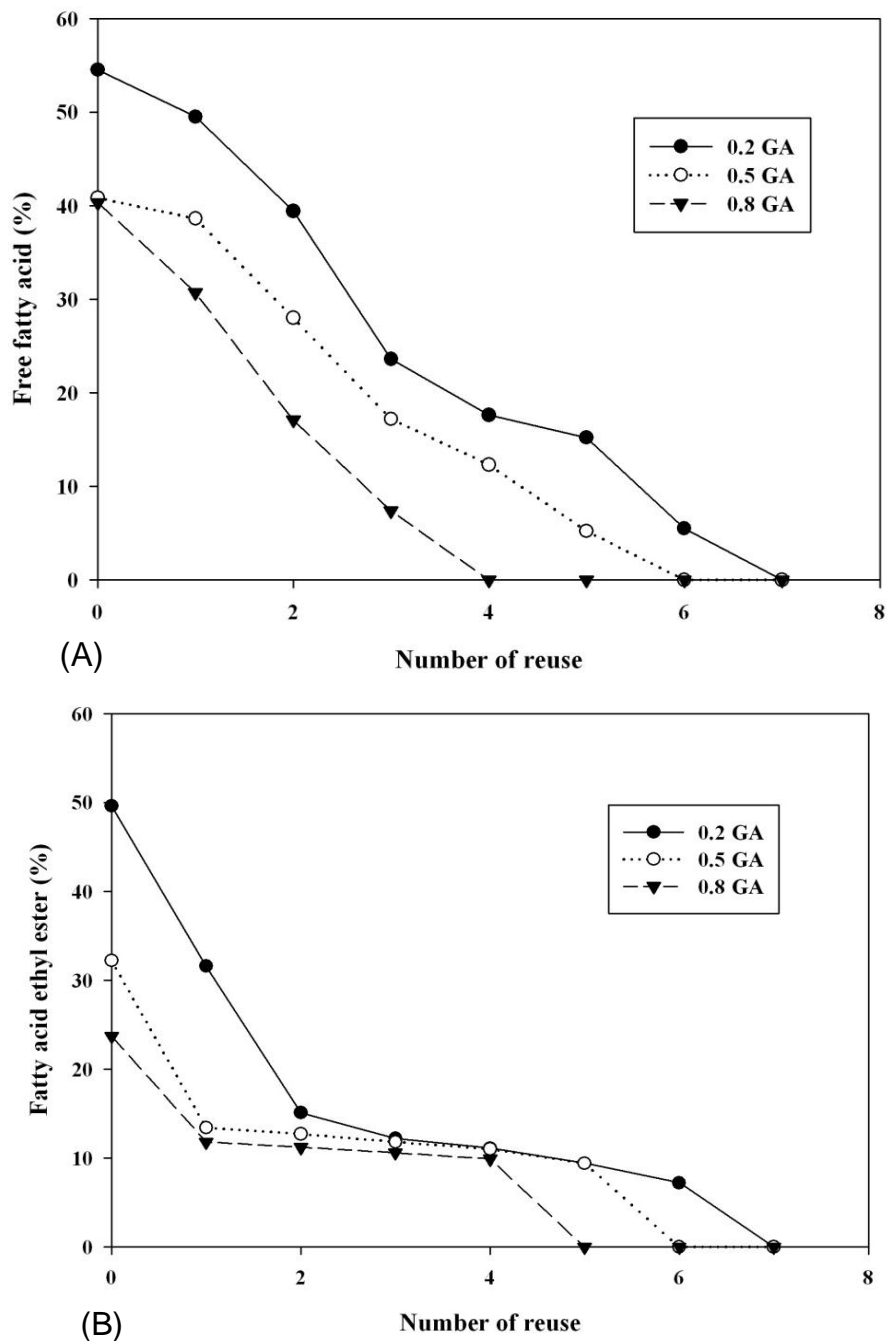 60
50
40
30
20
10
0
Free fatty acid (%)
0.2 GA
0.5 GA
0.8 GA
0 2 4 6 8
(A)
Number of reuse
60
50
40
30
20
10
0
Fatty acid ethyl ester (%)
0.2 GA
0.5 GA
0.8 GA
0 2 4 6 8
(B)
Number of reuse